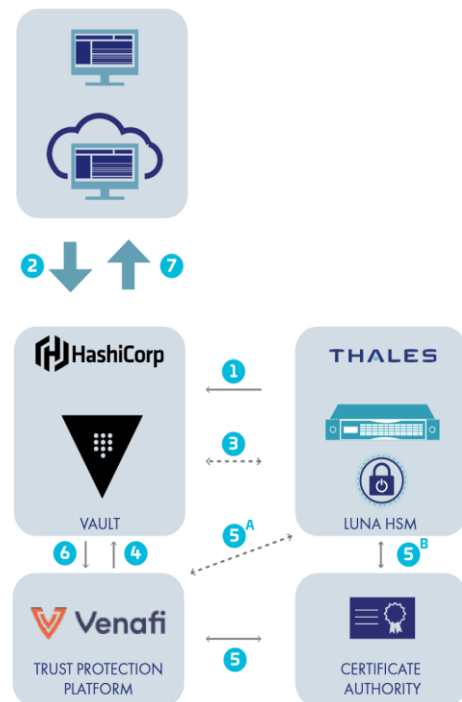 2
7
HashiCorp
THALES
1
3
VAULT
LUNA HSM
5A
5B
6
4
Venafi
5
TRUST PROTECTION
PLATFORM
CERTIFICATE
AUTHORITY